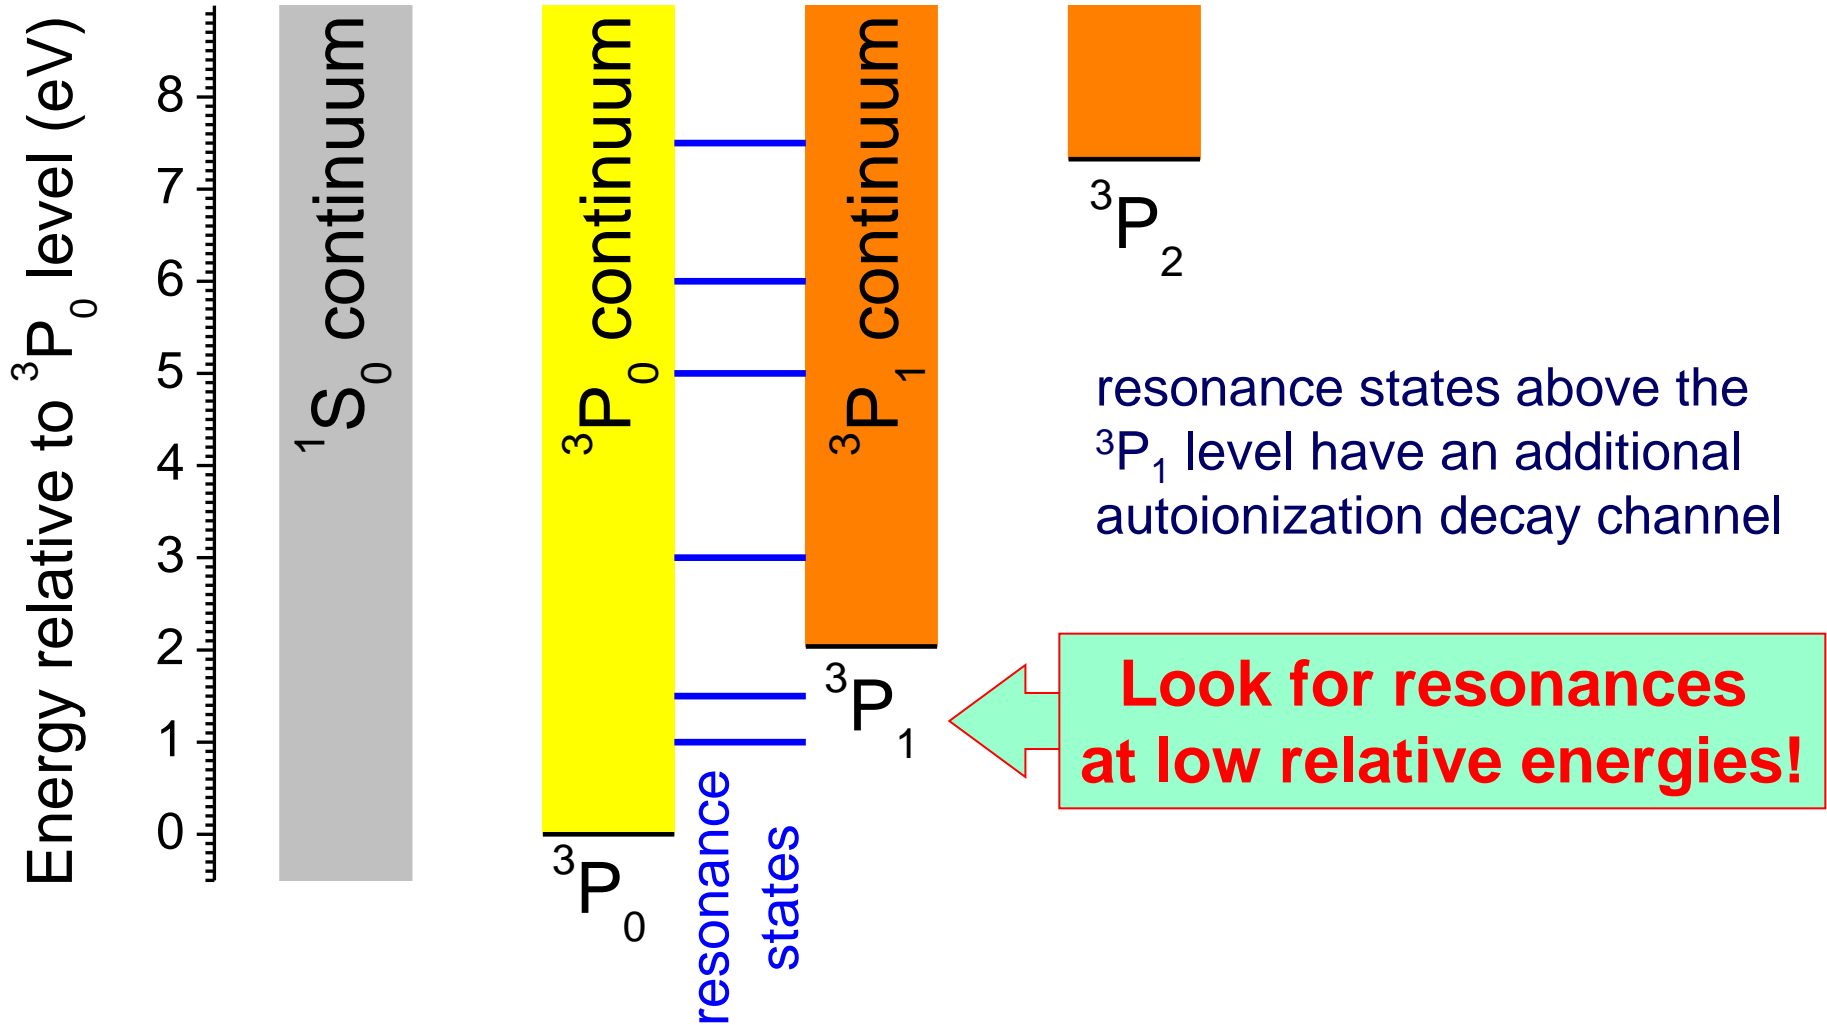 Energy relative to ³P₀ level (eV)
8
7
6
5
4
3
2
1
0
¹S₀ continuum
³P₀ continuum
³P₁ continuum
³P₀
³P₁
³P₂
resonance
states
resonance states above the
³P₁ level have an additional
autoionization decay channel
Look for resonances
at low relative energies!